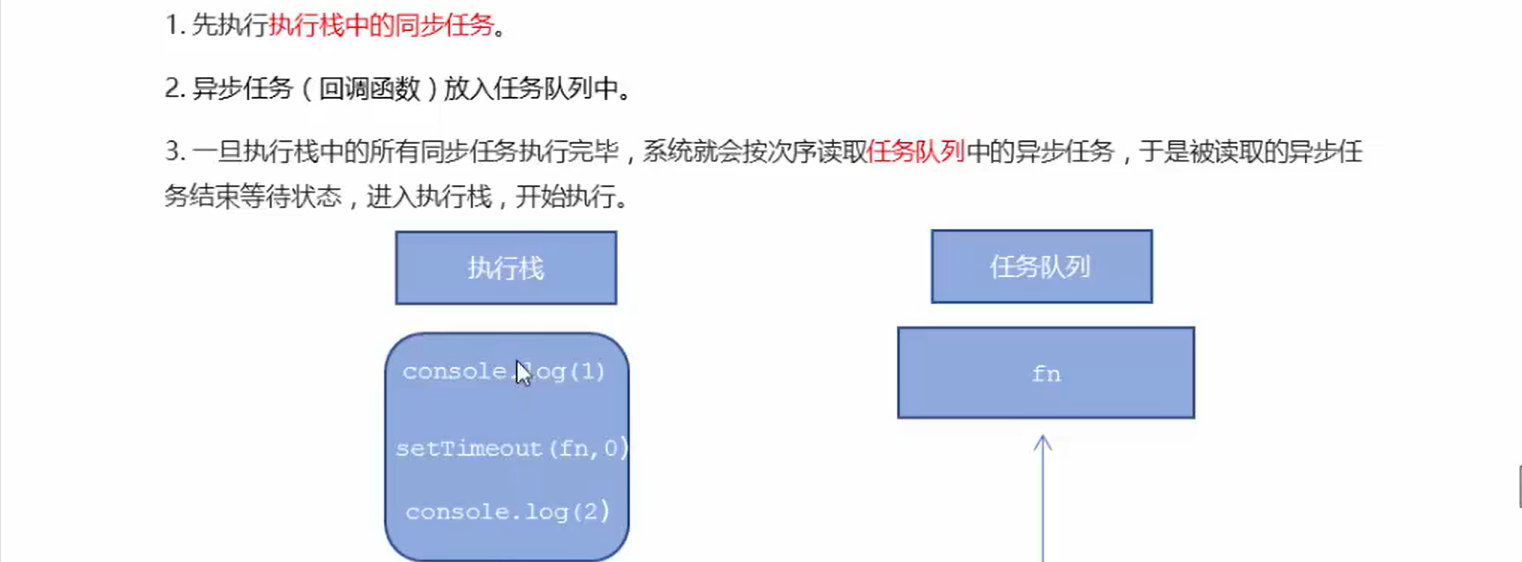 1. 先执行执行栈中的同步任务。
2. 异步任务（回调函数）放入任务队列中。
3. 一旦执行栈中的所有同步任务执行完毕，系统就会按次序读取任务队列中的异步任务，于是被读取的异步任
务结束等待状态，进入执行栈，开始执行。
执行栈
任务队列
console.log(1)
fn
setTimeout(fn,0)
console.log(2)